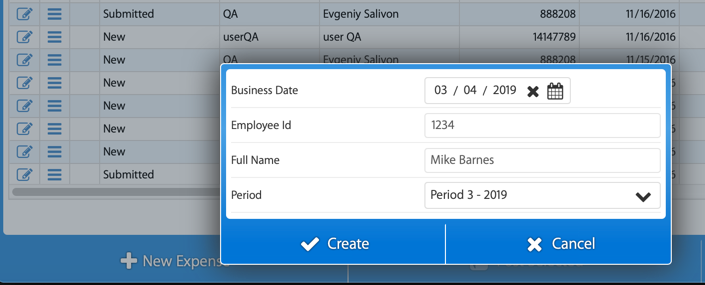 Submitted QA Evgeniy Salivon 888208 11/16/2016
New userQA user QA 14147789 11/16/2016
New QA Evgeniy Salivon 888208 11/15/2016
New
New
New
New
Submitted
Business Date 03 / 04 / 2019
Employee Id 1234
Full Name Mike Barnes
Period Period 3 - 2019
Create Cancel
New Expense